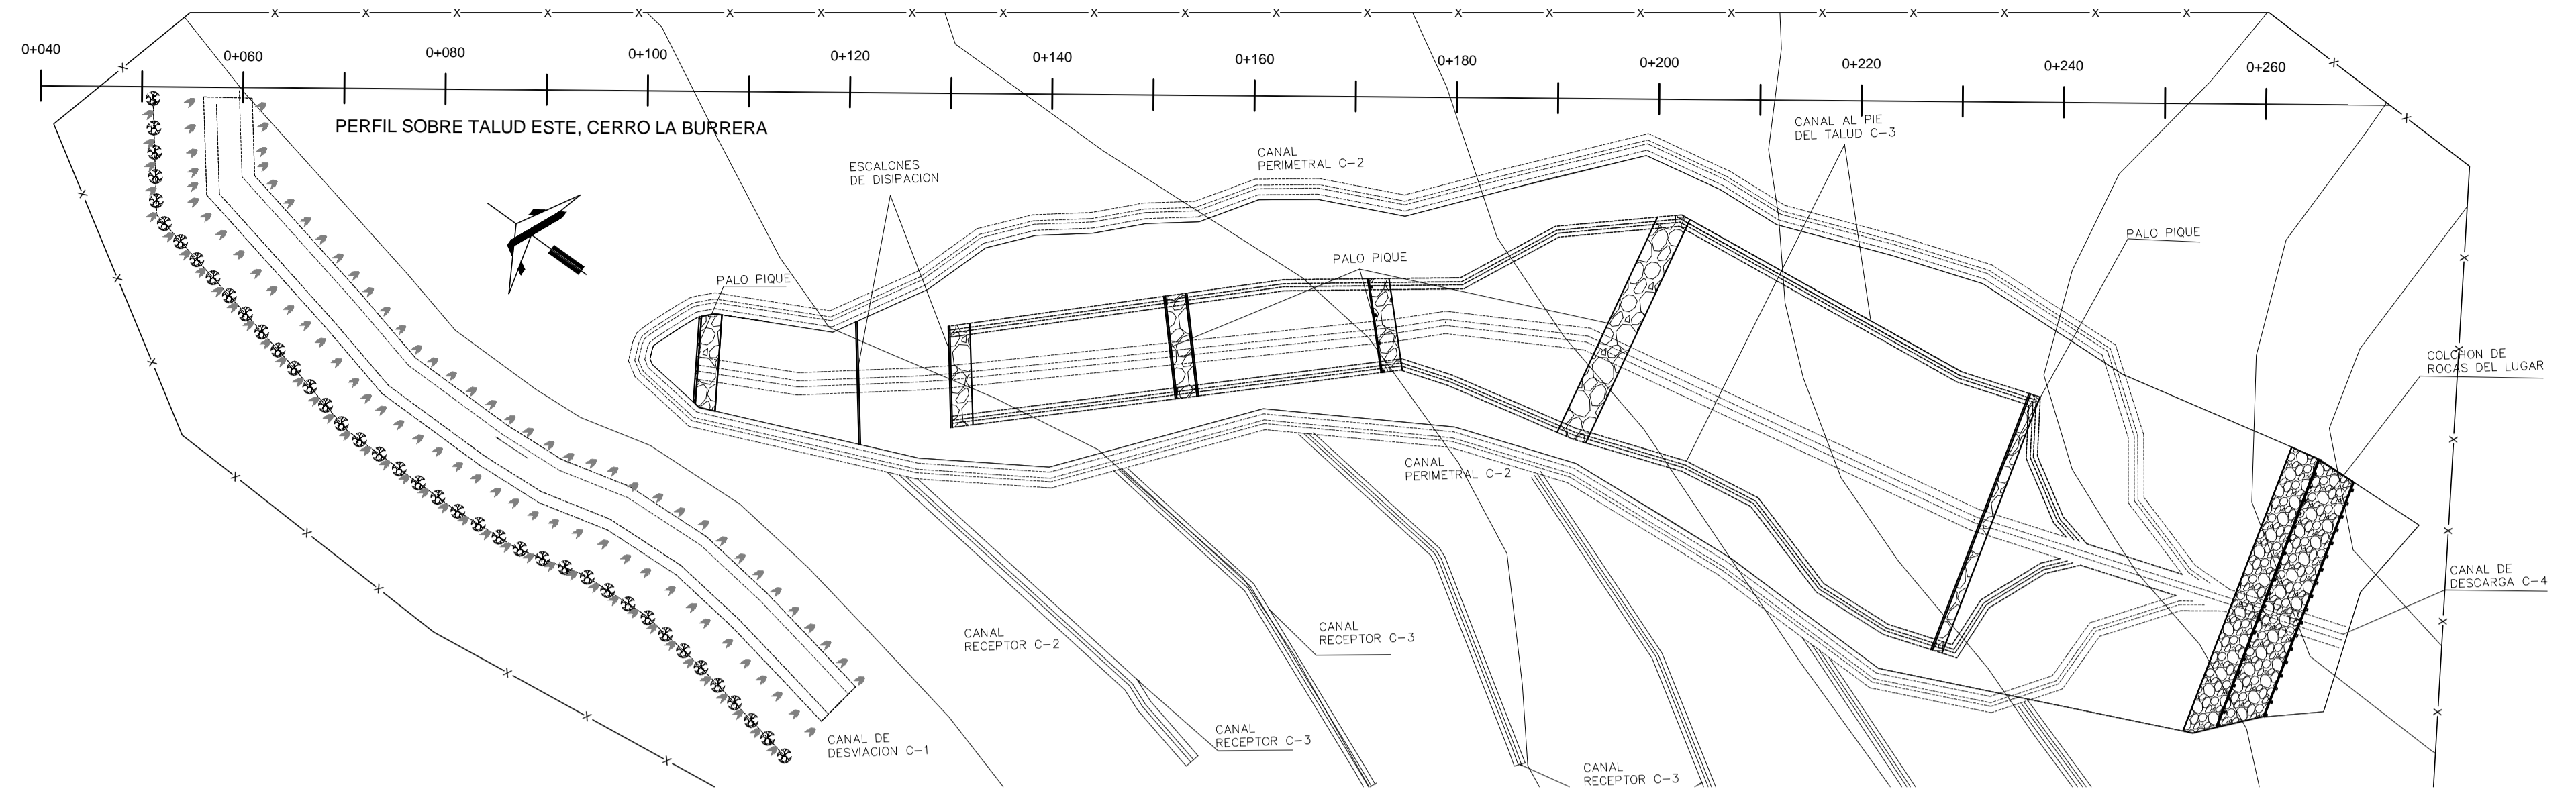 0+040
0+060
0+080
0+100
0+120
0+140
0+160
0+180
0+200
0+220
0+240
0+260
PERFIL SOBRE TALUD ESTE, CERRO LA BURRERA
ESCALONES
DE DISIPACION
CANAL
PERIMETRAL C-2
CANAL AL PIE
DEL TALUD C-3
PALO PIQUE
PALO PIQUE
PALO PIQUE
COLCHON DE
ROCAS DEL LUGAR
CANAL
PERIMETRAL C-2
CANAL DE
DESCARGA C-4
CANAL
RECEPTOR C-2
CANAL
RECEPTOR C-3
CANAL DE
DESVIACION C-1
CANAL
RECEPTOR C-3
CANAL
RECEPTOR C-3